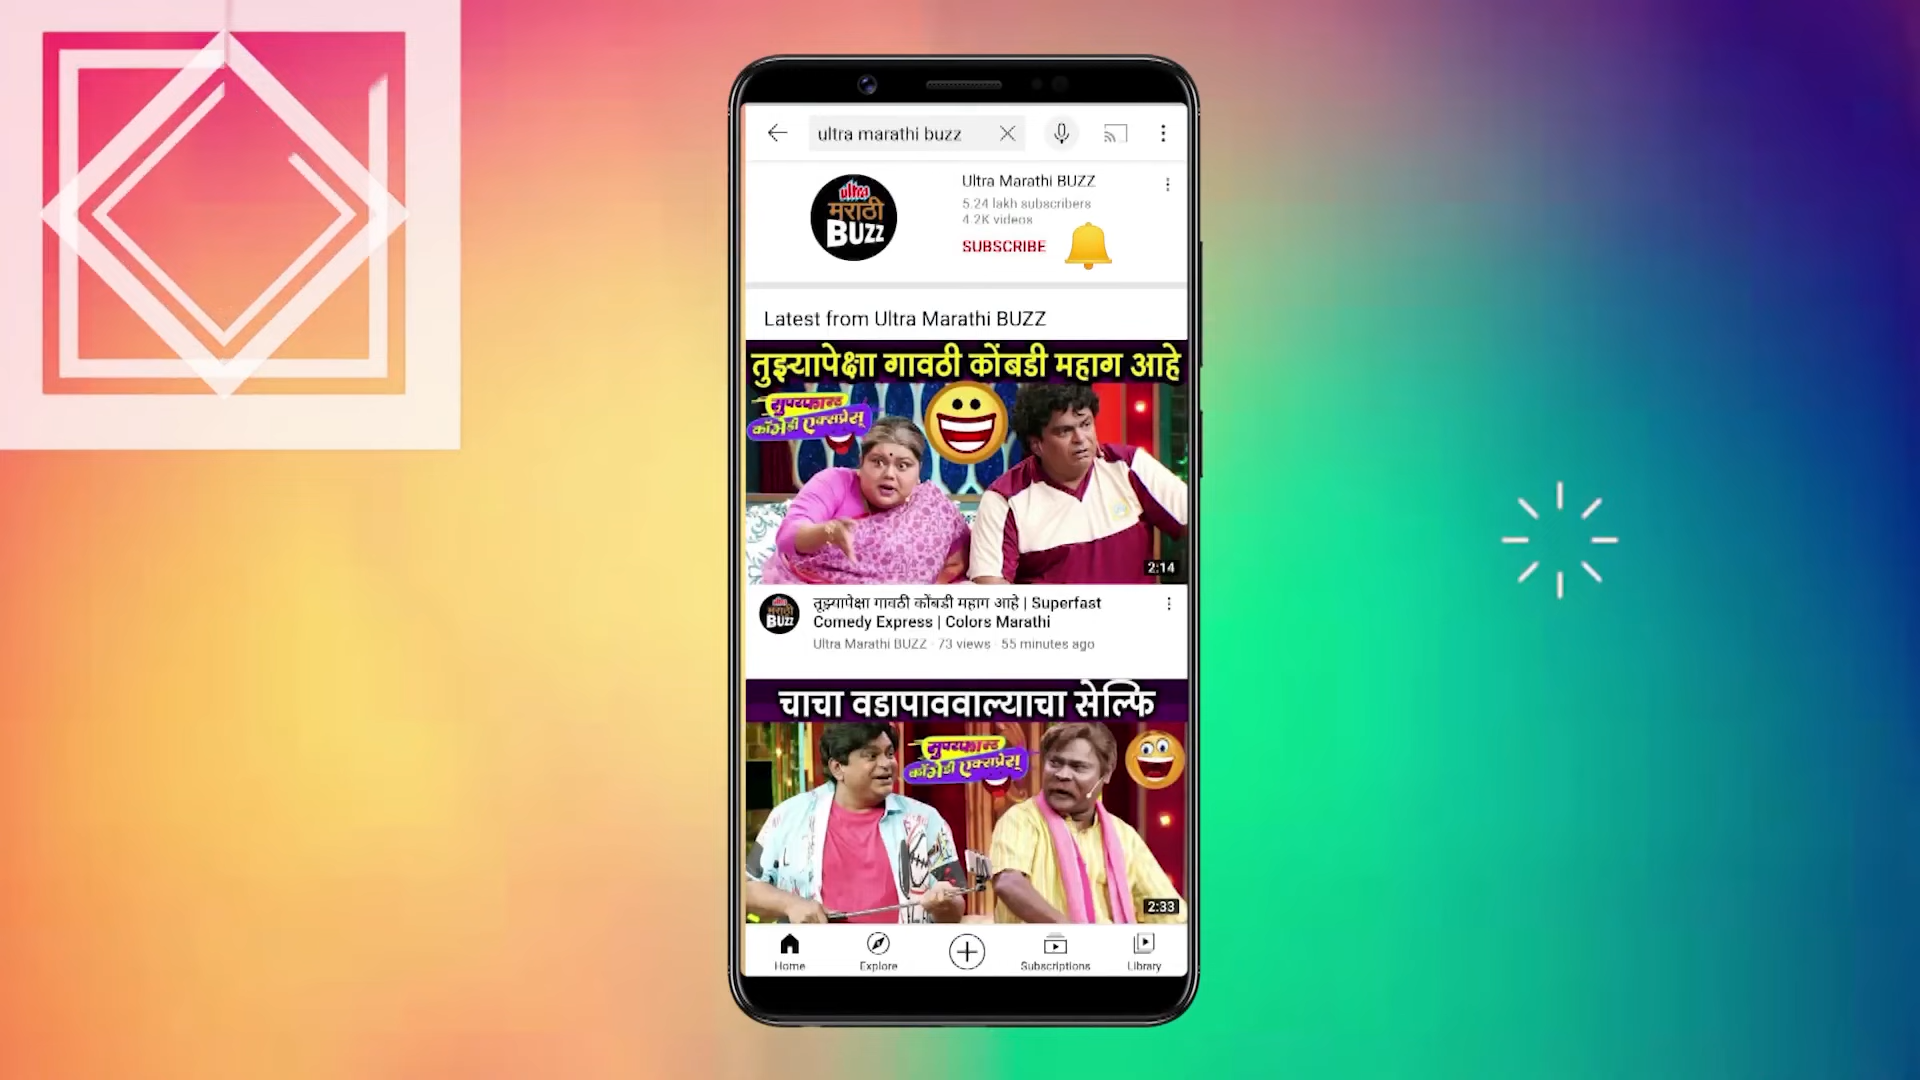 ultra marathi buzz
ultra
मराठी
BUZZ
Ultra Marathi BUZZ
5.24 lakh subscribers
4.2K videos
SUBSCRIBE
Latest from Ultra Marathi BUZZ
तुझ्यापेक्षा गावठी कोंबडी महाग आहे
सुपरफास्ट
कॉमेडी एक्सप्रेस्
2:14
ultra
मराठी
BUZZ
तूझ्यापेक्षा गावठी कोंबडी महाग आहे | Superfast
Comedy Express | Colors Marathi
Ultra Marathi BUZZ · 73 views · 55 minutes ago
चाचा वडापाववाल्याचा सेल्फि
सुपरफास्ट
कॉमेडी एक्सप्रेस्
2:33
Home
Explore
Subscriptions
Library